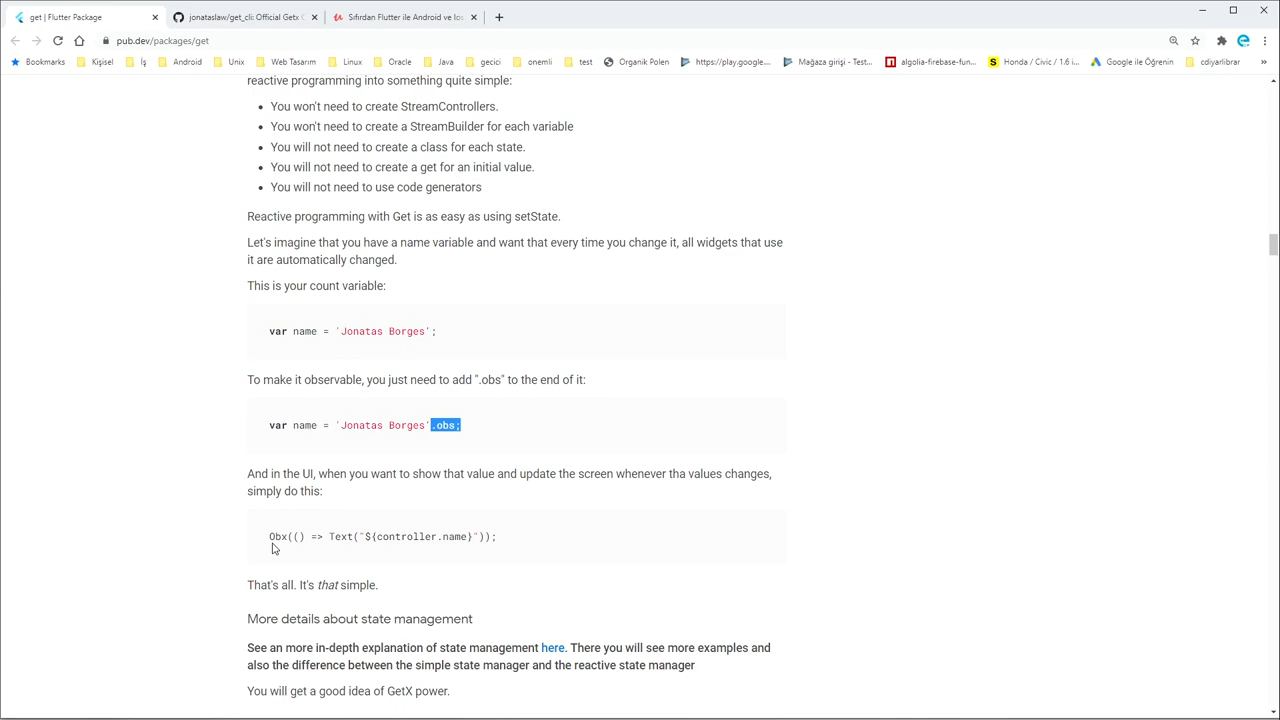 get | Flutter Package
jonataslaw/get_cli: Official Getx C
Sıfırdan Flutter ile Android ve Ios
pub.dev/packages/get
Bookmarks Kişisel İş Android Unix Web Tasarım Linux Oracle Java gecici onemli test Organik Polen https://play.google.... Mağaza girişi - Test... algolia-firebase-fun... Honda / Civic / 1.6 i... Google ile Öğrenin cdiyarlibrar
reactive programming into something quite simple:
• You won't need to create StreamControllers.
• You won't need to create a StreamBuilder for each variable
• You will not need to create a class for each state.
• You will not need to create a get for an initial value.
• You will not need to use code generators
Reactive programming with Get is as easy as using setState.
Let's imagine that you have a name variable and want that every time you change it, all widgets that use
it are automatically changed.
This is your count variable:
var name = 'Jonatas Borges';
To make it observable, you just need to add ".obs" to the end of it:
var name = 'Jonatas Borges'.obs;
And in the UI, when you want to show that value and update the screen whenever tha values changes,
simply do this:
Obx(() => Text("${controller.name}"));
That's all. It's that simple.
More details about state management
See an more in-depth explanation of state management here. There you will see more examples and
also the difference between the simple state manager and the reactive state manager
You will get a good idea of GetX power.